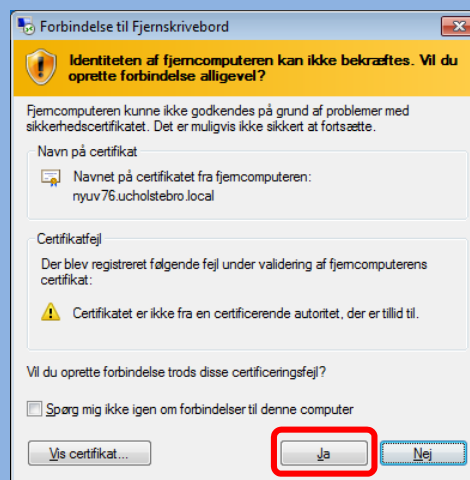 Forbindelse til Fjernskrivebord
Identiteten af fjerncomputeren kan ikke bekræftes. Vil du
oprette forbindelse alligevel?
Fjerncomputeren kunne ikke godkendes på grund af problemer med
sikkerhedscertifikatet. Det er muligvis ikke sikkert at fortsætte.
Navn på certifikat
Navnet på certifikatet fra fjerncomputeren:
nyuv76.ucholstebro.local
Certifikatfejl
Der blev registreret følgende fejl under validering af fjerncomputerens
certifikat:
Certifikatet er ikke fra en certificerende autoritet, der er tillid til.
Vil du oprette forbindelse trods disse certificeringsfejl?
Spørg mig ikke igen om forbindelser til denne computer
Vis certifikat...
Ja
Nej